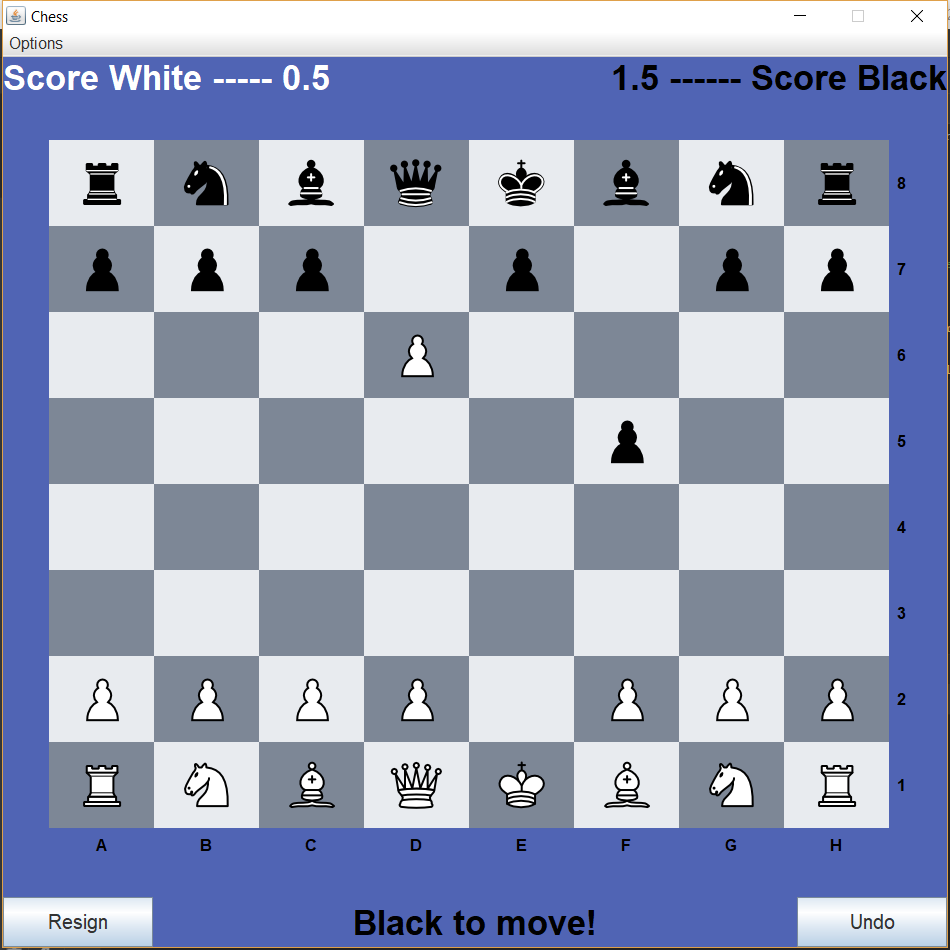 Chess
Options
Score White ----- 0.5
1.5 ------ Score Black
8
7
6
5
4
3
2
1
A B C D E F G H
Resign
Black to move!
Undo